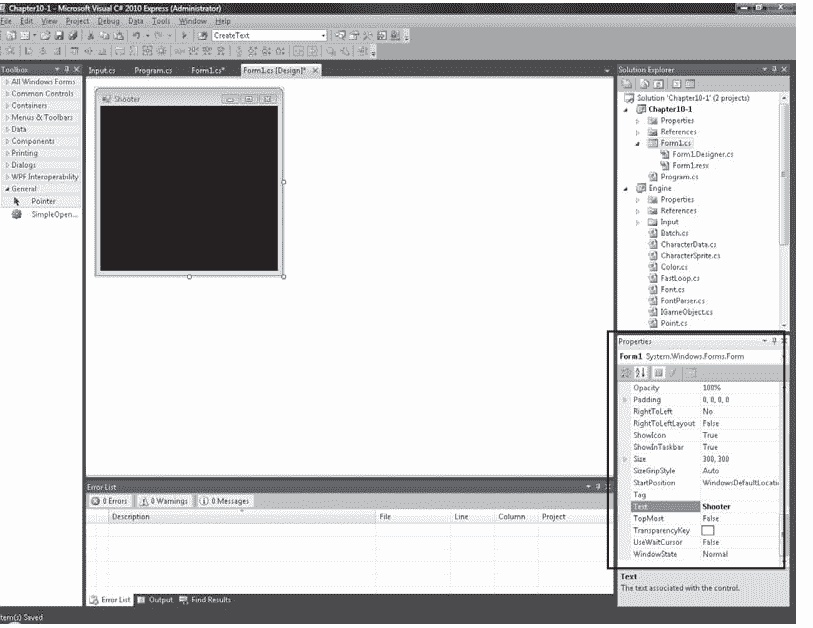 Chapter10-1 - Microsoft Visual C# 2010 Express (Administrator)
File Edit View Project Debug Data Tools Window Help
CreateText
Toolbox
Input.cs Program.cs Form1.cs* Form1.cs [Design]*
All Windows Forms
Common Controls
Containers
Menus & Toolbars
Data
Components
Printing
Dialogs
WPF Interoperability
General
Pointer
SimpleOpen...
Shooter
Solution Explorer
Solution 'Chapter10-1' (2 projects)
Chapter10-1
Properties
References
Form1.cs
Form1.Designer.cs
Form1.resx
Program.cs
Engine
Properties
References
Input
Batch.cs
CharacterData.cs
CharacterSprite.cs
Color.cs
FastLoop.cs
Font.cs
FontParser.cs
IGameObject.cs
Point.cs
Properties
Form1 System.Windows.Forms.Form
Opacity 100%
Padding 0, 0, 0, 0
RightToLeft No
RightToLeftLayout False
ShowIcon True
ShowInTaskbar True
Size 300, 300
SizeGripStyle Auto
StartPosition WindowsDefaultLocati
Tag
Text Shooter
TopMost False
TransparencyKey
UseWaitCursor False
WindowState Normal
Text
The text associated with the control.
Error List
0 Errors 0 Warnings 0 Messages
Description File Line Column Project
Error List Output Find Results
tem(s) Saved